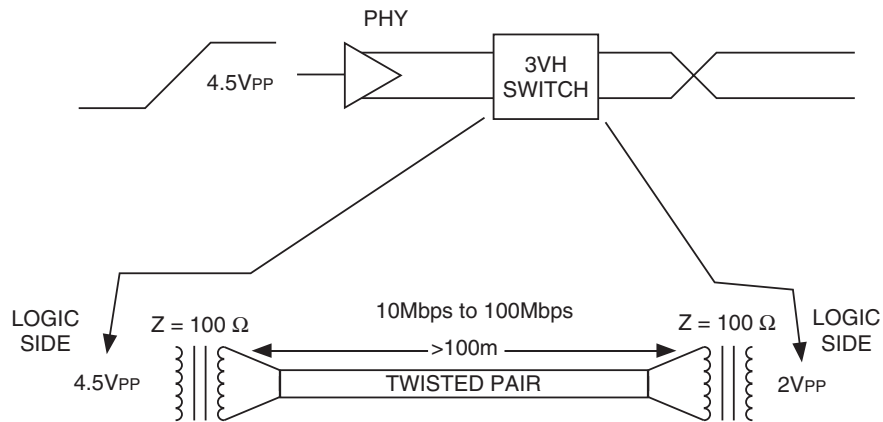 PHY
4.5VPP
3VH
SWITCH
10Mbps to 100Mbps
LOGIC
SIDE
Z = 100 Ω
Z = 100 Ω
LOGIC
SIDE
>100m
4.5VPP
TWISTED PAIR
2VPP